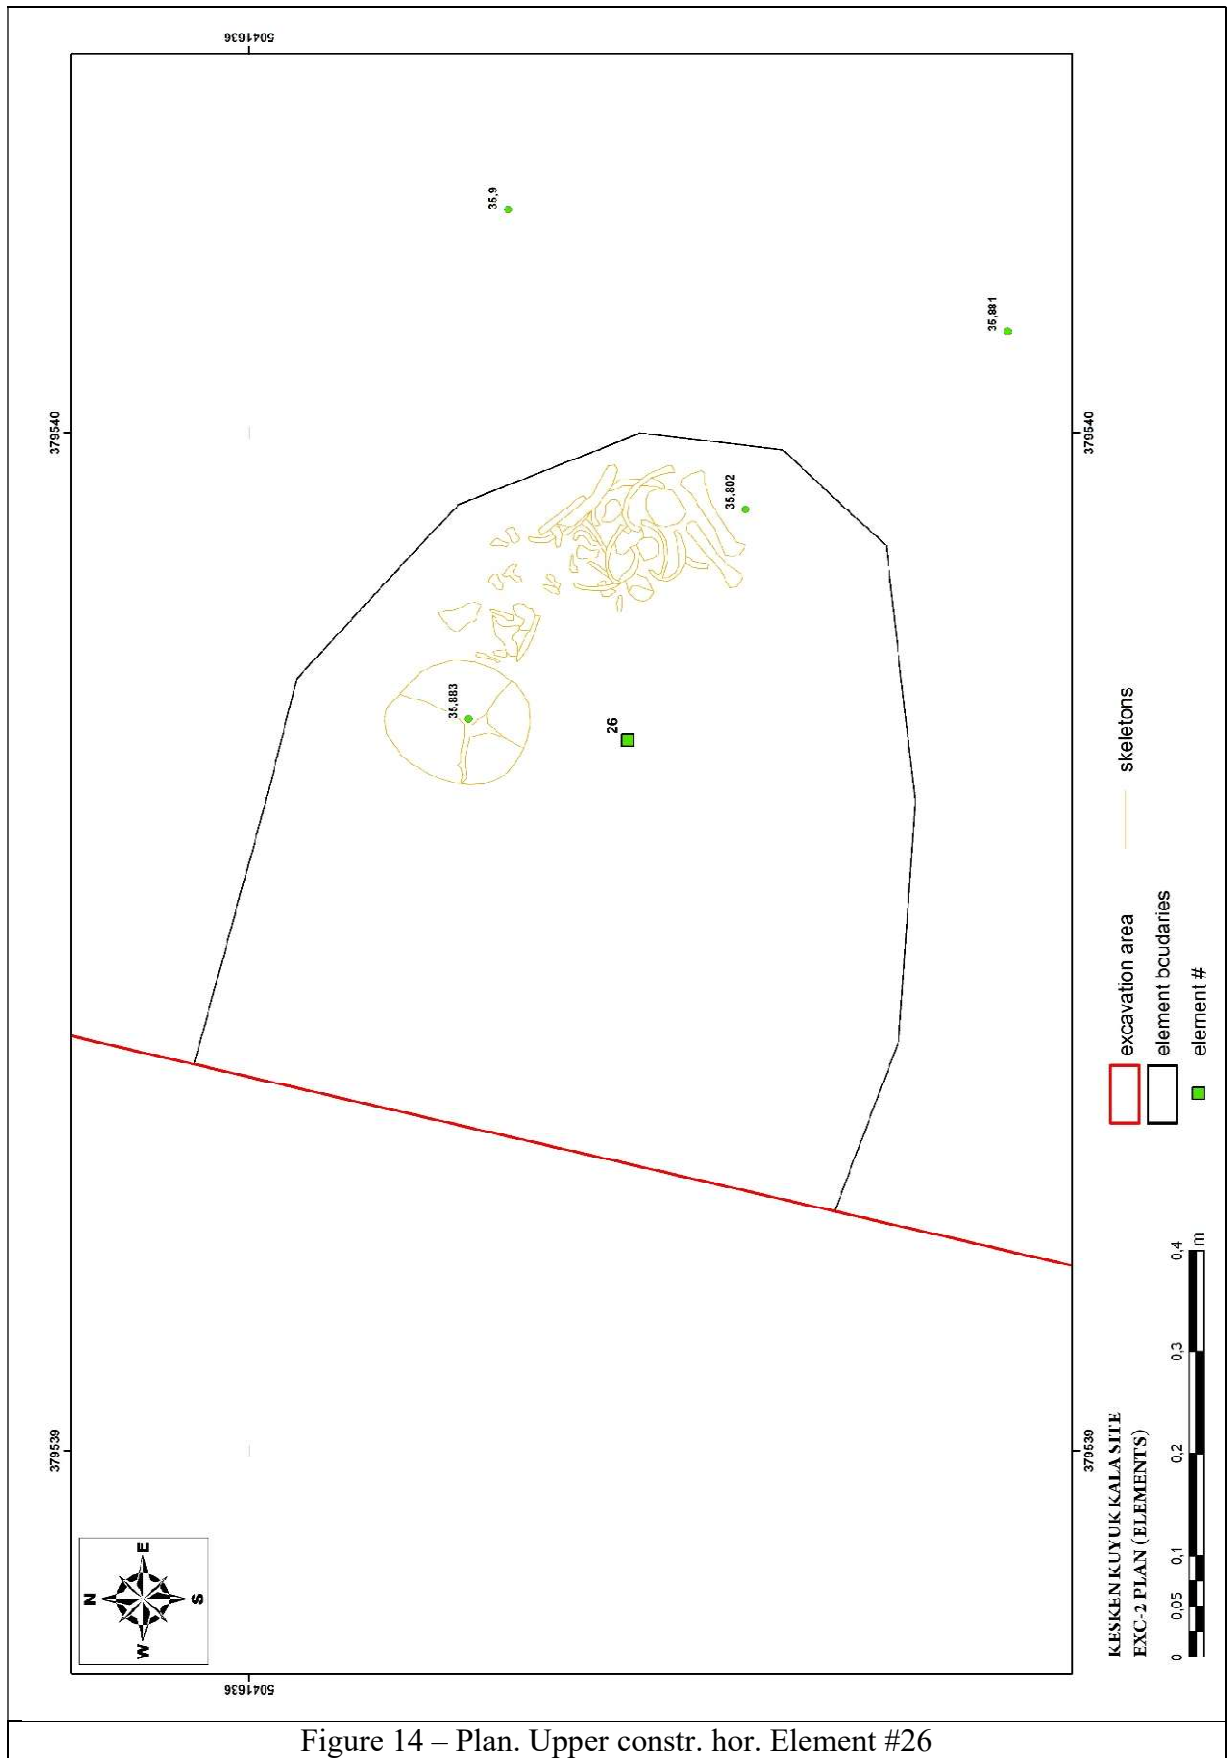 5041636
35,9
35,881
379540
379540
35,802
35,883
26
skeletons
excavation area
element bcudaries
element #
379539
379539
N
E
S
W
KESKEN KUYUK KALA SITE
EXC-2 PLAN (ELEMENTS)
0 0,05 0,1 0,2 0,3 0,4
m
5041636
Figure 14 – Plan. Upper constr. hor. Element #26